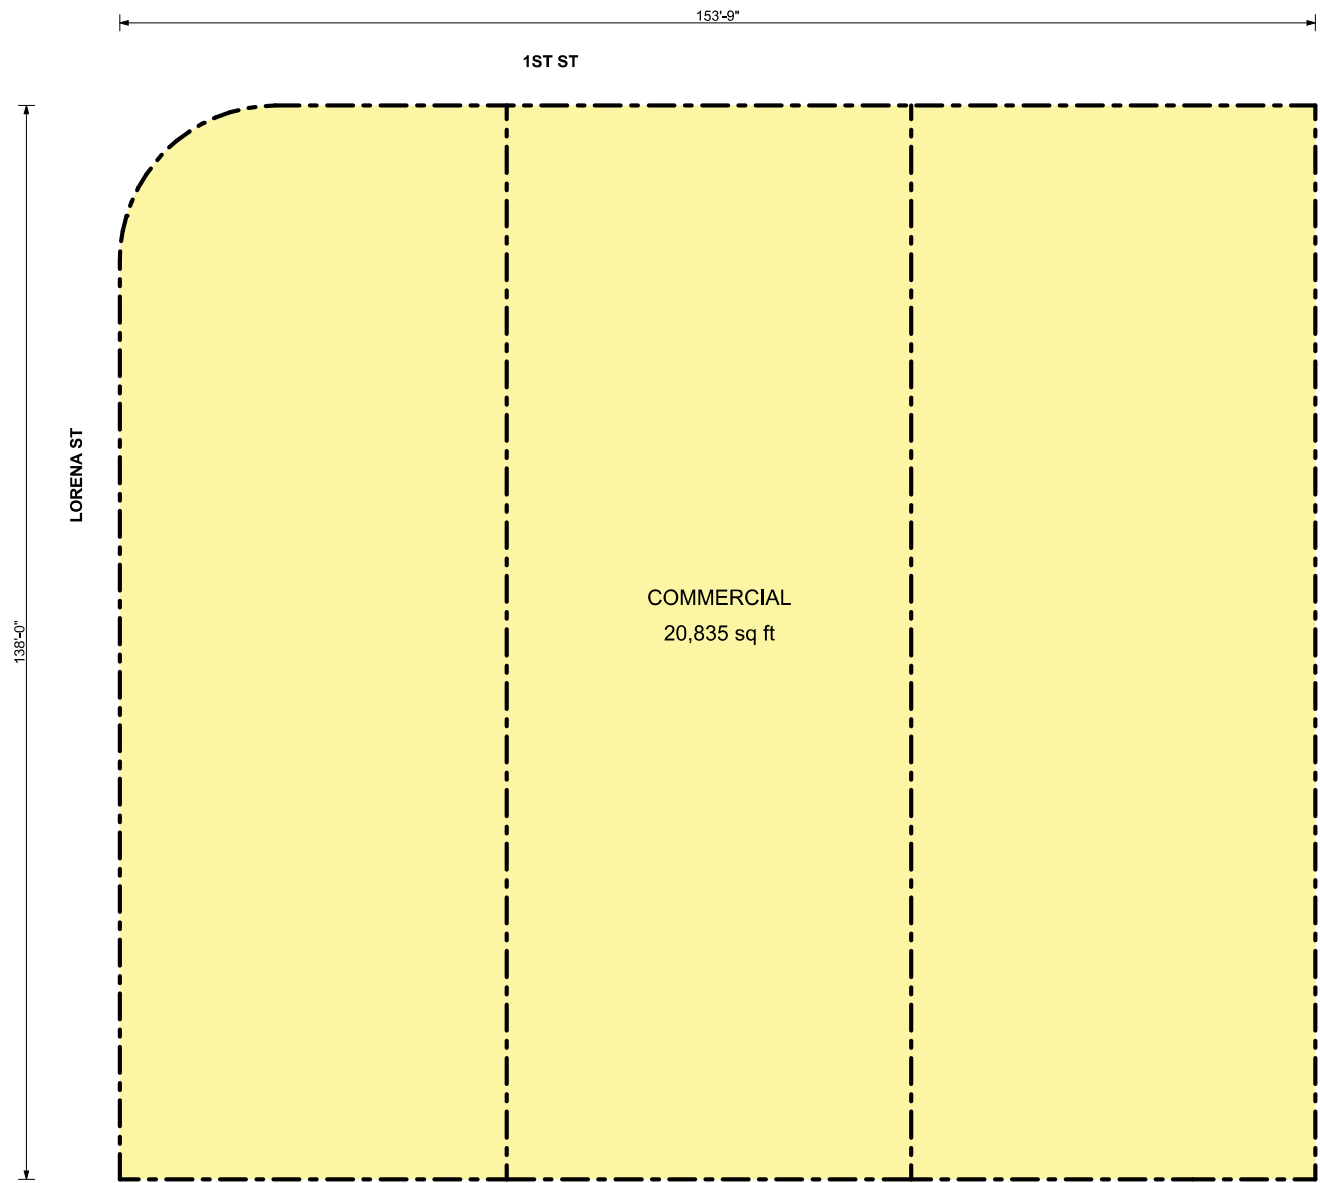 153'-9"
1ST ST
LORENA ST
138'-0"
COMMERCIAL
20,835 sq ft